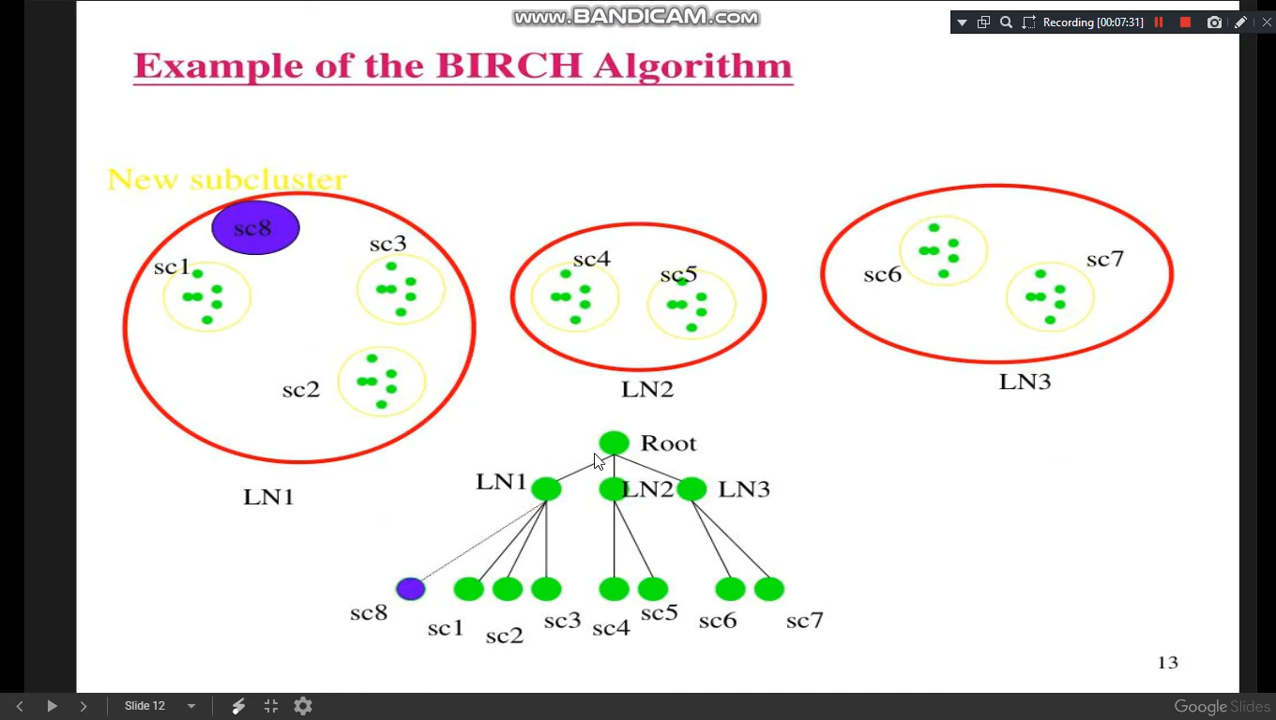 www.BANDICAM.com
Recording [00:07:31]
Example of the BIRCH Algorithm
New subcluster
sc8
sc3
sc1
sc2
LN1
sc4
sc5
LN2
sc6
sc7
LN3
Root
LN1
LN2
LN3
sc8
sc1
sc2
sc3
sc4
sc5
sc6
sc7
13
Slide 12
Google Slides